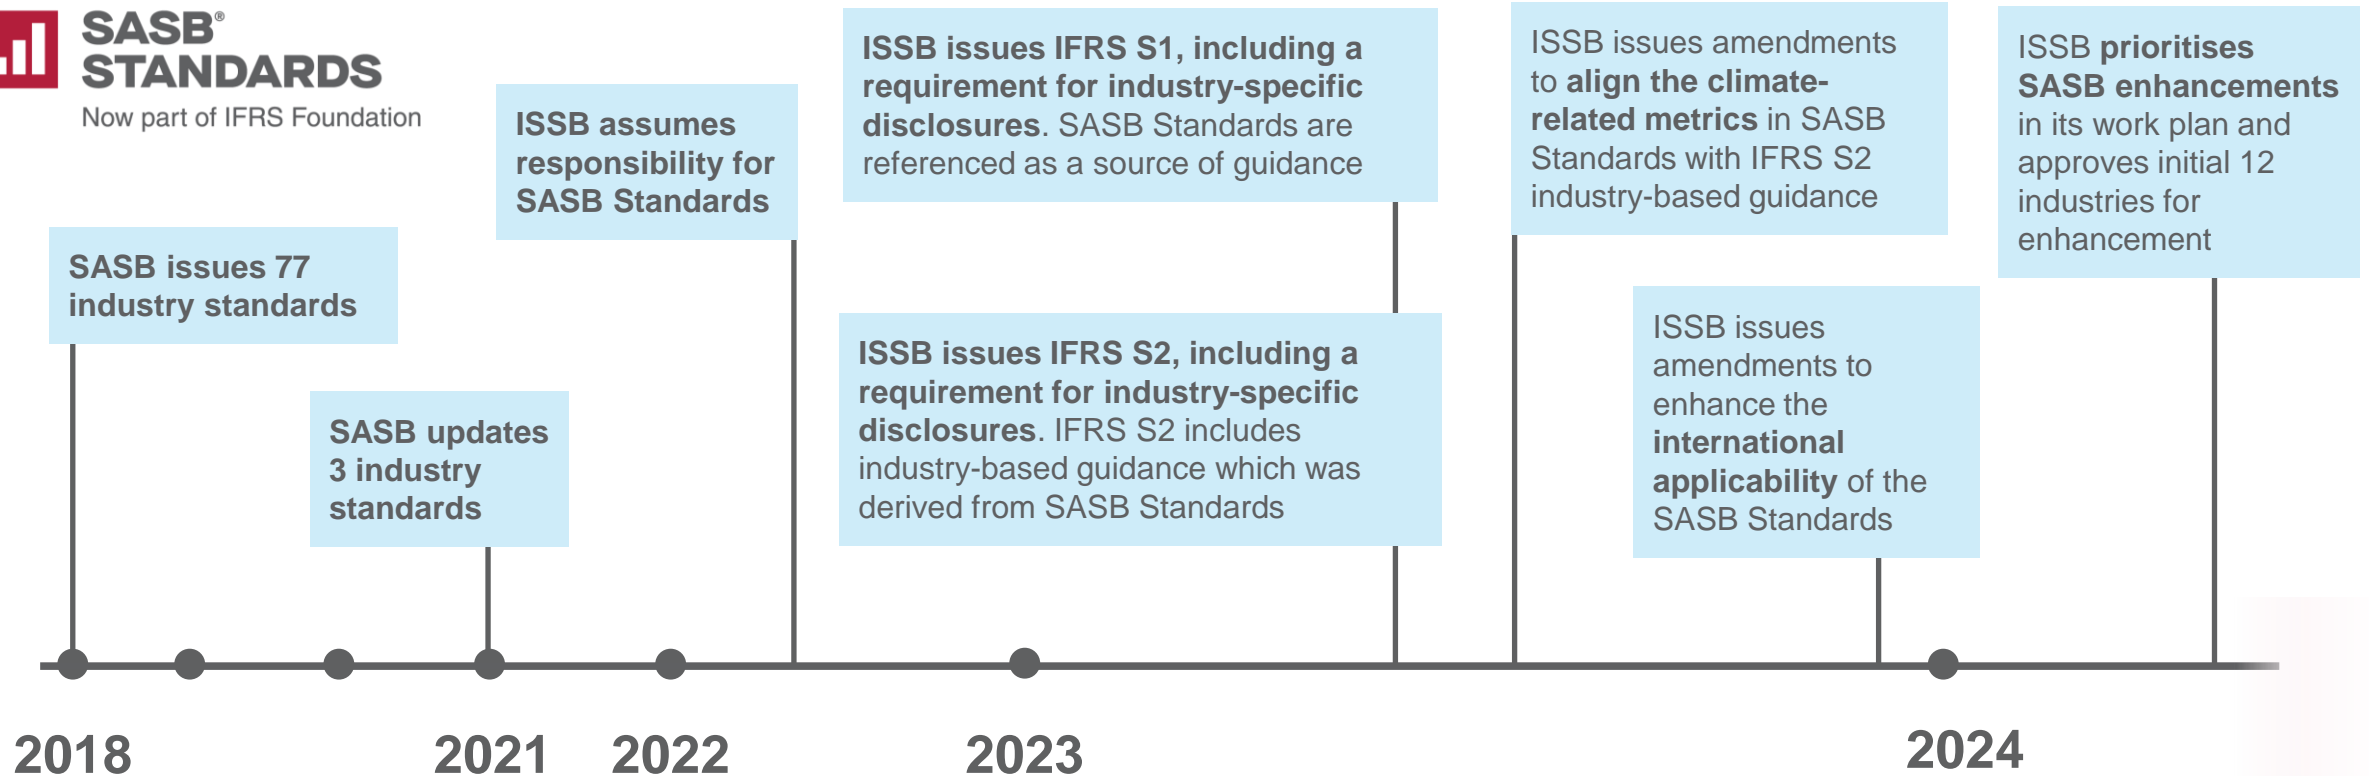 SASB®
STANDARDS
Now part of IFRS Foundation
SASB issues 77
industry standards
SASB updates
3 industry
standards
ISSB assumes
responsibility for
SASB Standards
ISSB issues IFRS S1, including a
requirement for industry-specific
disclosures. SASB Standards are
referenced as a source of guidance
ISSB issues IFRS S2, including a
requirement for industry-specific
disclosures. IFRS S2 includes
industry-based guidance which was
derived from SASB Standards
ISSB issues amendments
to align the climate-
related metrics in SASB
Standards with IFRS S2
industry-based guidance
ISSB issues
amendments to
enhance the
international
applicability of the
SASB Standards
ISSB prioritises
SASB enhancements
in its work plan and
approves initial 12
industries for
enhancement
2018
2021
2022
2023
2024